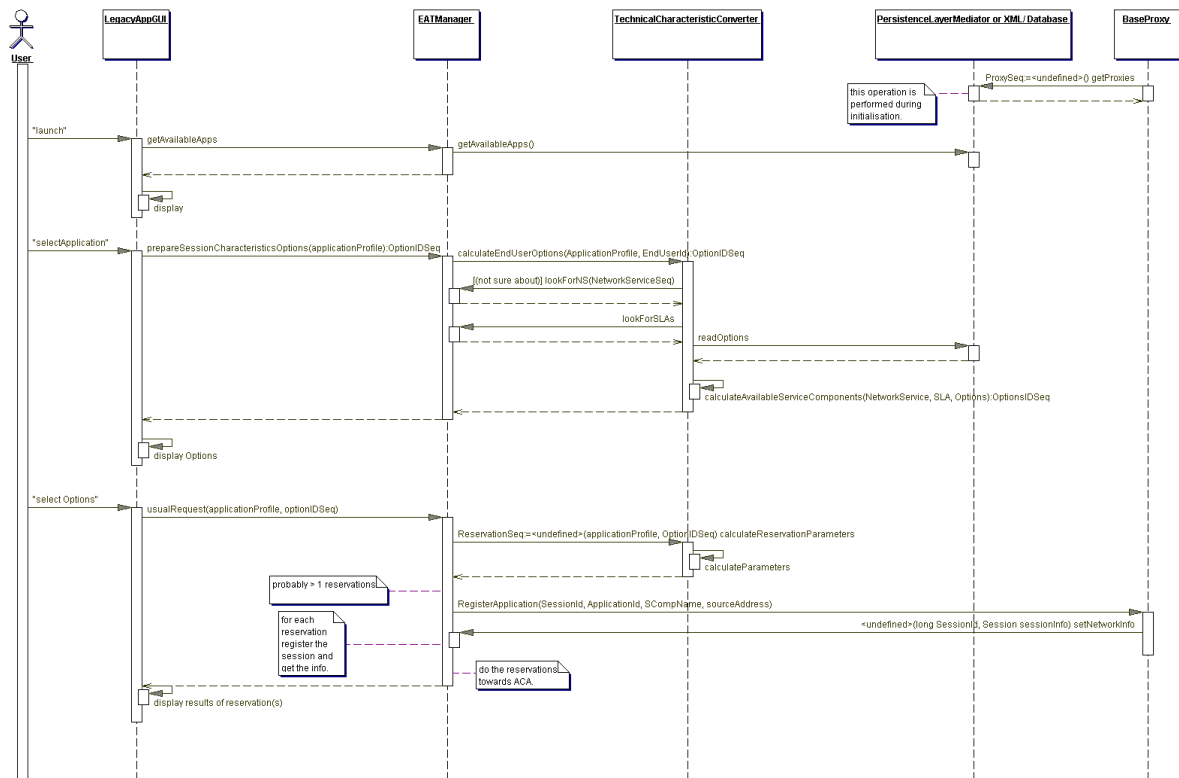 LegacyAppGUI
EATManager
TechnicalCharacteristicConverter
PersistenceLayerMediator or XML/Database
BaseProxy
User
ProxySeq:=<undefined>() getProxies
this operation is
performed during
initialisation.
"launch"
getAvailableApps
getAvailableApps()
display
"selectApplication"
prepareSessionCharacteristicsOptions(applicationProfile):OptionIDSeq
calculateEndUserOptions(ApplicationProfile, EndUserId):OptionIDSeq
[(not sure about)] lookForNS(NetworkServiceSeq)
lookForSLAs
readOptions
calculateAvailableServiceComponents(NetworkService, SLA, Options):OptionsIDSeq
display Options
"select Options"
usualRequest(applicationProfile, optionIDSeq)
ReservationSeq:=<undefined>(applicationProfile, OptionIDSeq) calculateReservationParameters
calculateParameters
probably > 1 reservations
RegisterApplication(SessionId, ApplicationId, SCompName, sourceAddress)
<undefined>(long SessionId, Session sessionInfo) setNetworkInfo
for each
reservation
register the
session and
get the info.
do the reservations
towards ACA.
display results of reservation(s)